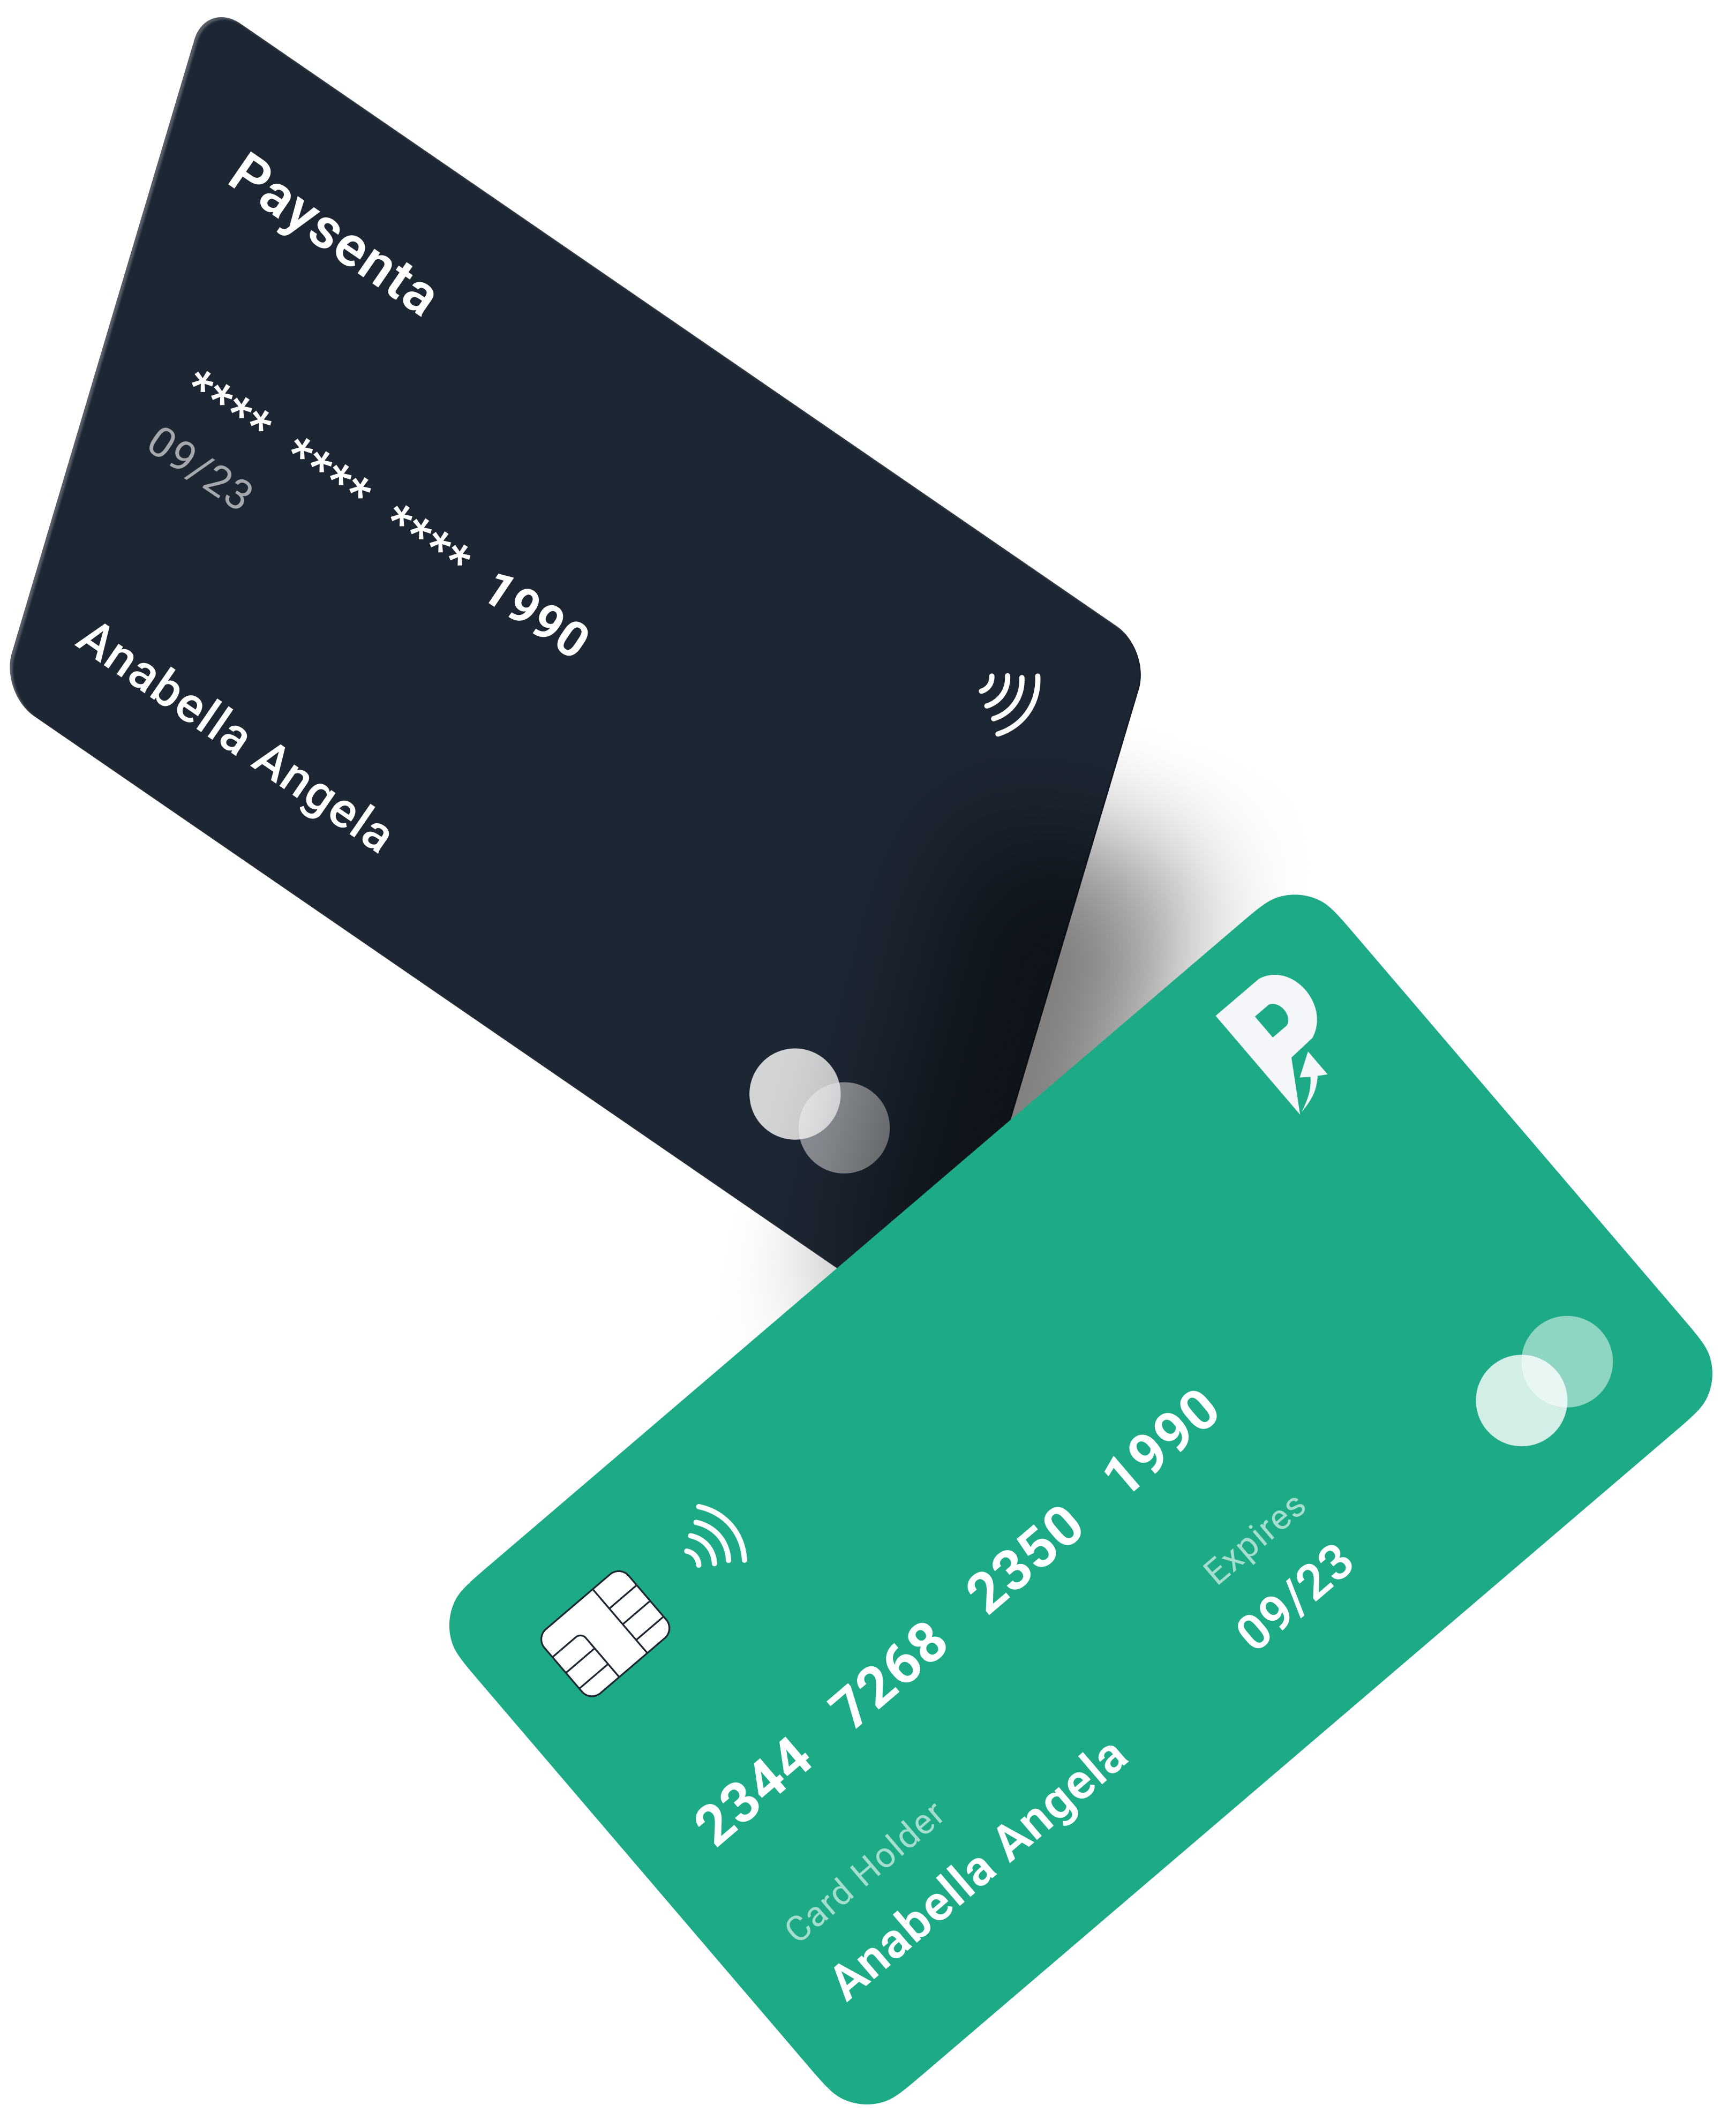 Paysenta
**** **** **** 1990
09/23
Anabella Angela
P
2344 7268 2350 1990
Expires
09/23
Card Holder
Anabella Angela